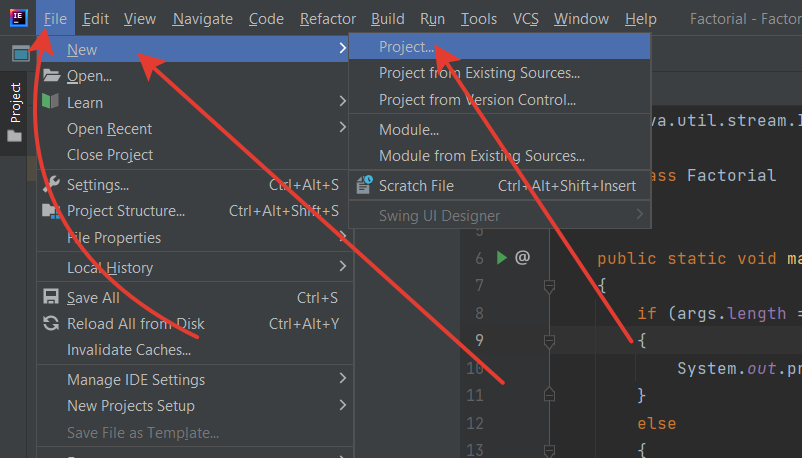 IE
File Edit View Navigate Code Refactor Build Run Tools VCS Window Help Factorial - Factor
Project
New
Open...
Learn
Open Recent
Close Project
Settings... Ctrl+Alt+S
Project Structure... Ctrl+Alt+Shift+S
File Properties
Local History
Save All Ctrl+S
Reload All from Disk Ctrl+Alt+Y
Invalidate Caches...
Manage IDE Settings
New Projects Setup
Save File as Template...
Project...
Project from Existing Sources...
Project from Version Control...
Module...
Module from Existing Sources...
Scratch File Ctrl+Alt+Shift+Insert
Swing UI Designer
va.util.stream.I
ass Factorial
5
6 @ public static void ma
7 {
8 if (args.length =
9 {
10 System.out.pr
11 }
12 else
13 {